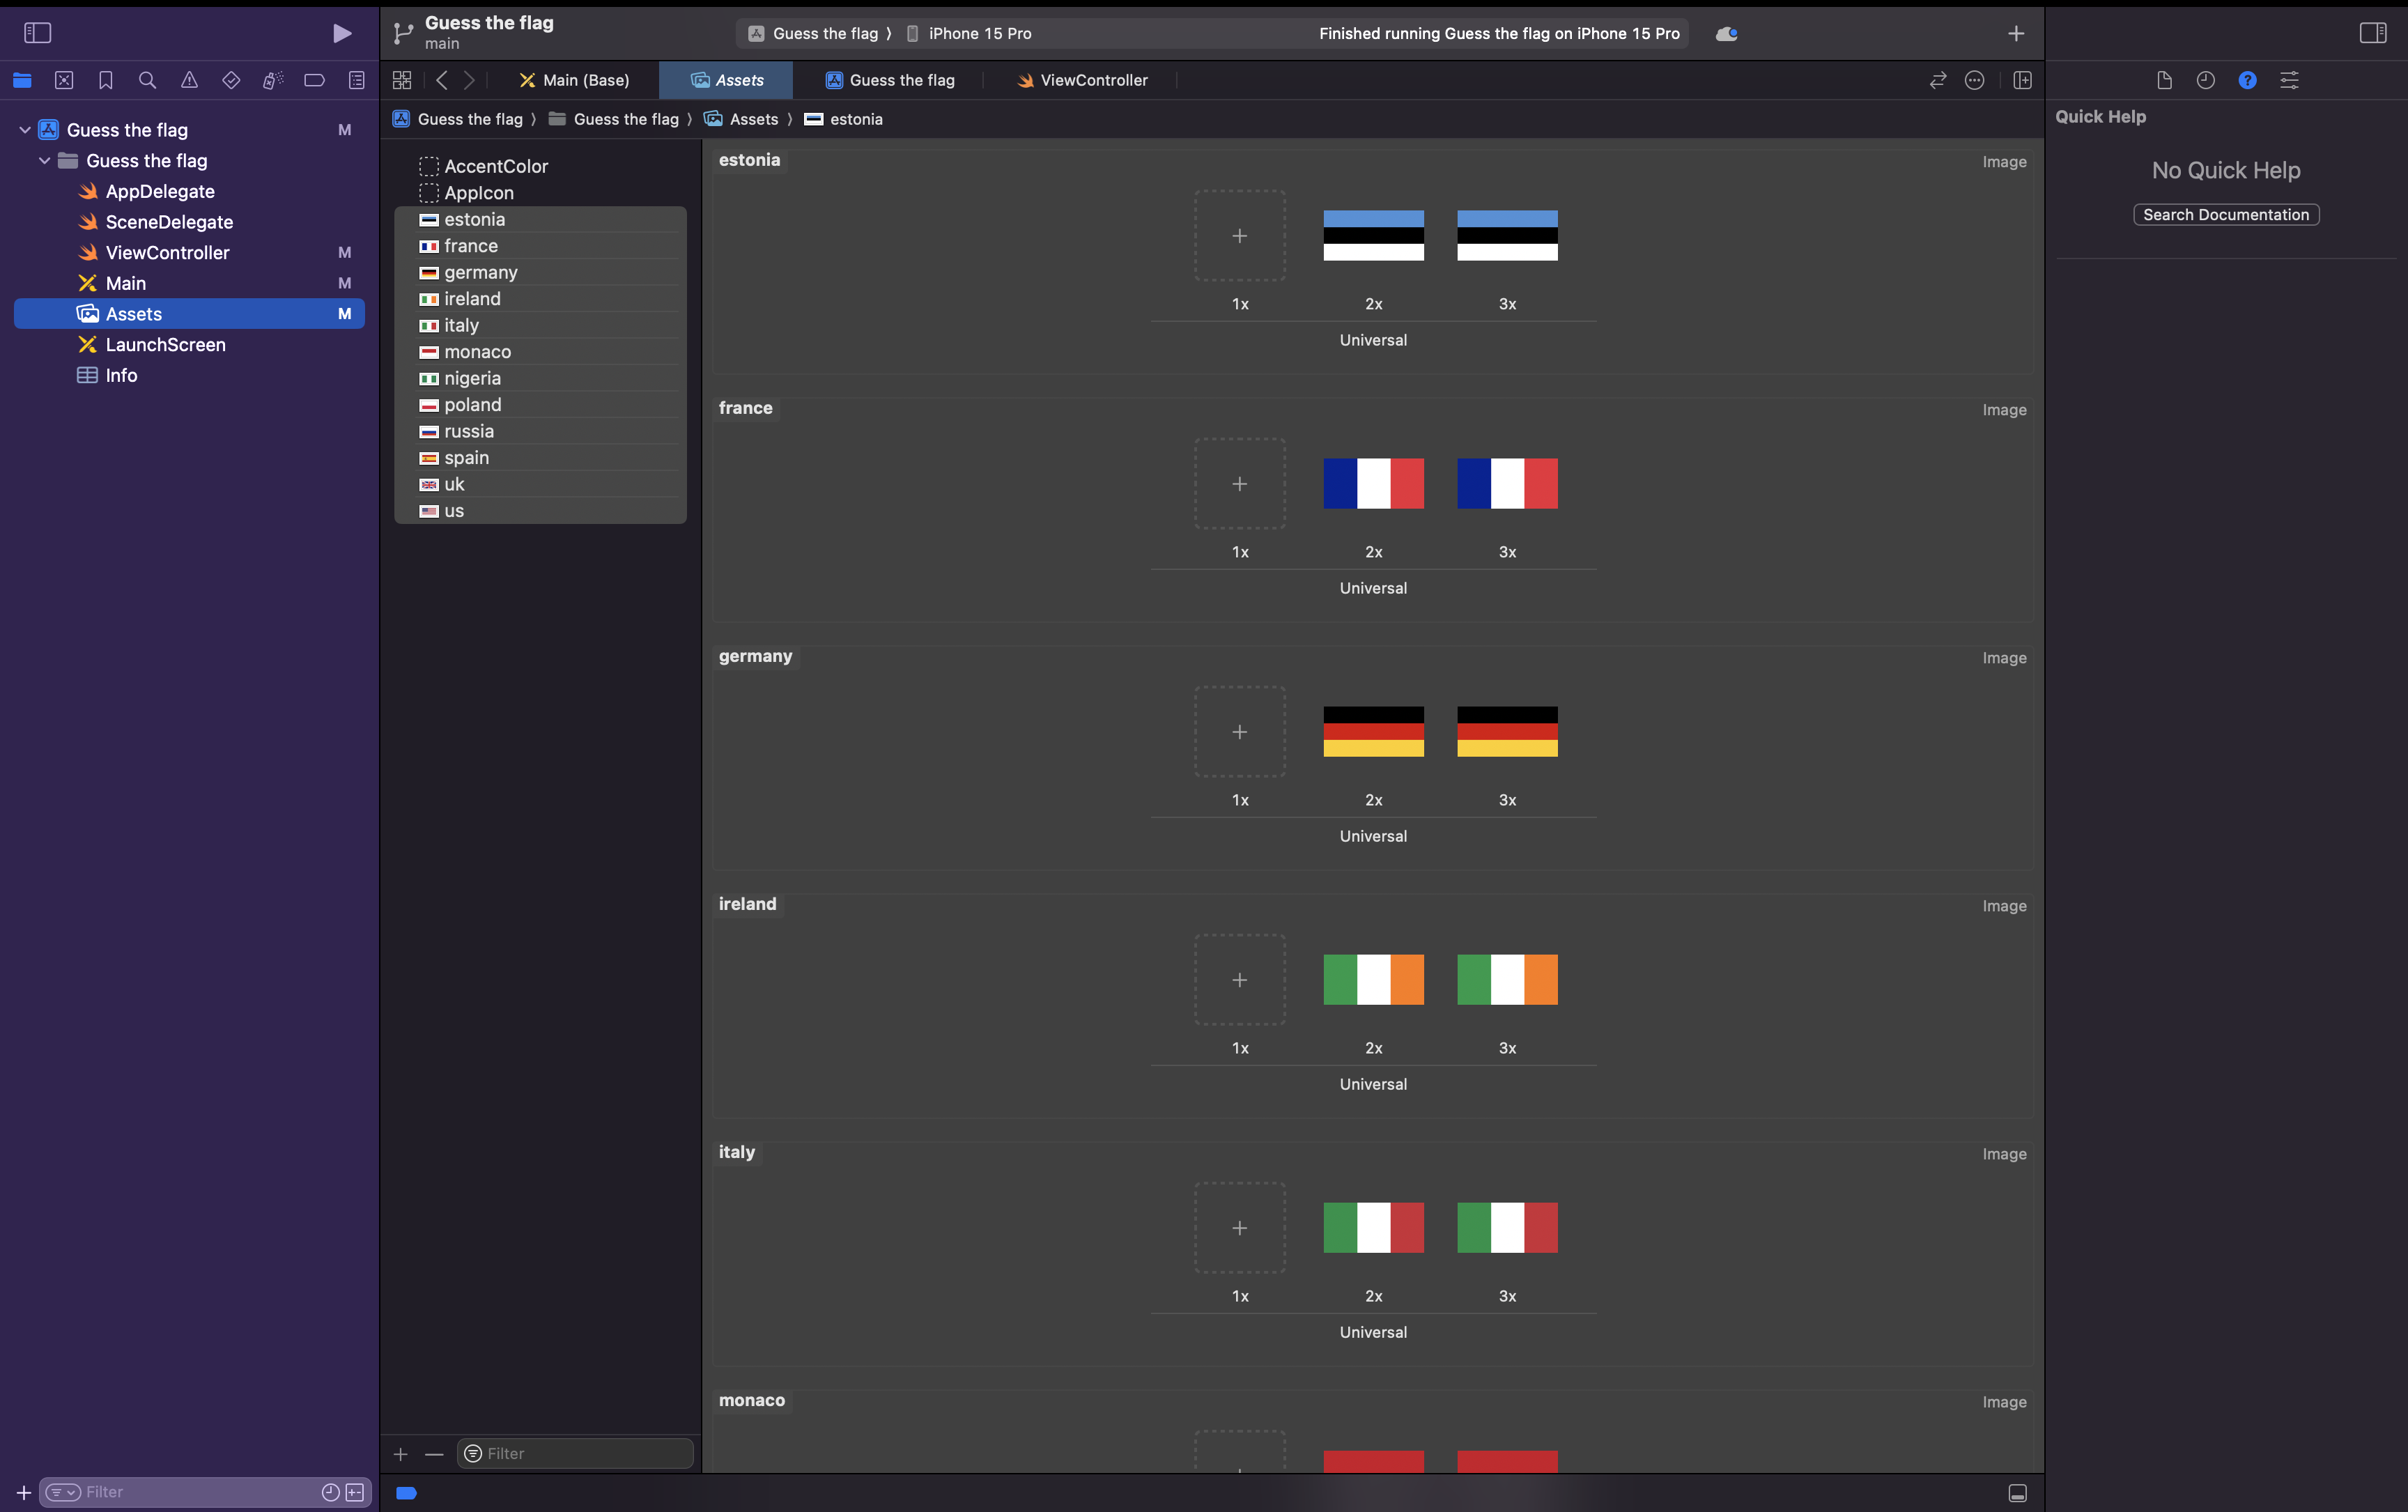 Guess the flag
main
Guess the flag
iPhone 15 Pro
Finished running Guess the flag on iPhone 15 Pro
Main (Base)
Assets
Guess the flag
ViewController
Guess the flag
Guess the flag
Assets
estonia
Guess the flag M
Guess the flag
AppDelegate
SceneDelegate
ViewController M
Main M
Assets M
LaunchScreen
Info
Filter
AccentColor
AppIcon
estonia
france
germany
ireland
italy
monaco
nigeria
poland
russia
spain
uk
us
Filter
estonia Image
1x 2x 3x
Universal
france Image
1x 2x 3x
Universal
germany Image
1x 2x 3x
Universal
ireland Image
1x 2x 3x
Universal
italy Image
1x 2x 3x
Universal
monaco Image
Quick Help
No Quick Help
Search Documentation